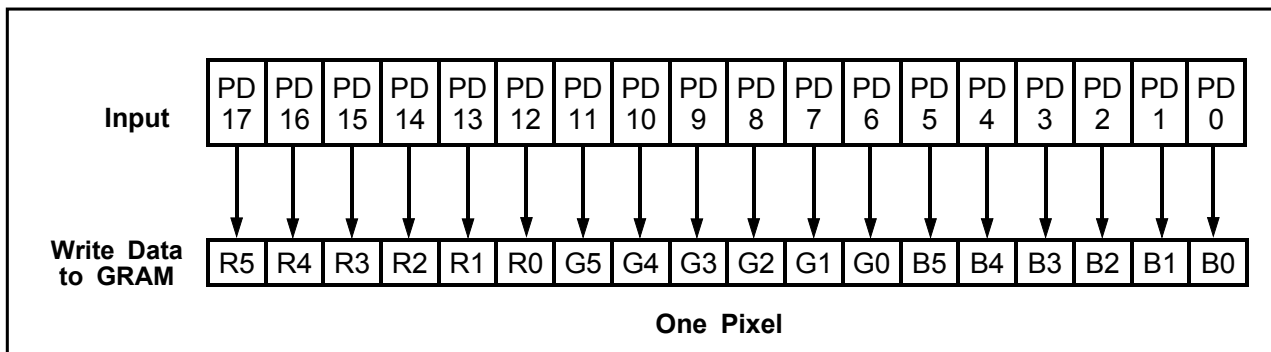 PD PD PD PD PD PD PD PD PD PD PD PD PD PD PD PD PD PD
Input 17 16 15 14 13 12 11 10 9 8 7 6 5 4 3 2 1 0
Write Data
to GRAM
R5 R4 R3 R2 R1 R0 G5 G4 G3 G2 G1 G0 B5 B4 B3 B2 B1 B0
One Pixel